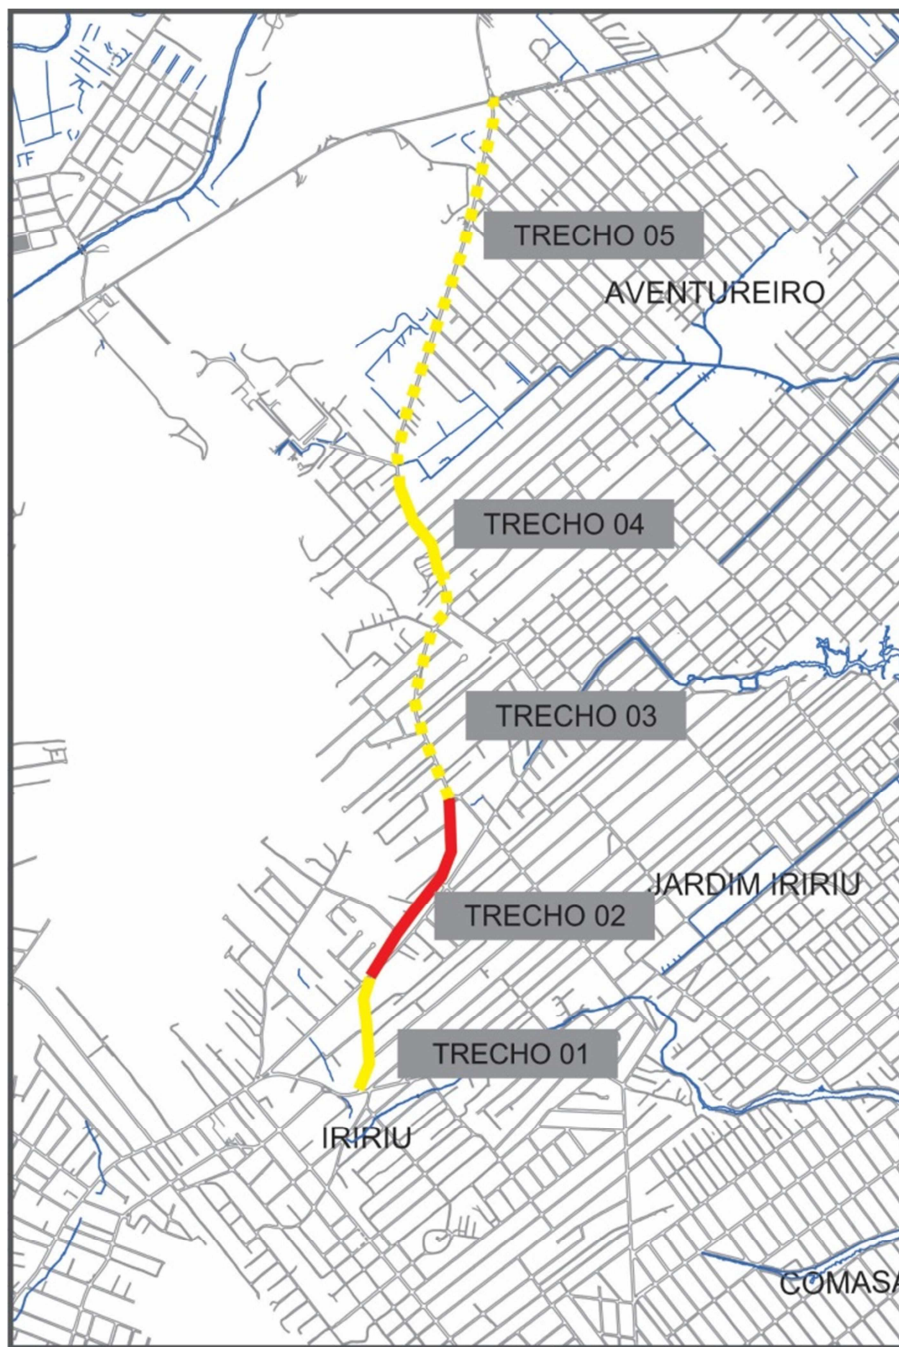 TRECHO 05
AVENTUREIRO
TRECHO 04
TRECHO 03
JARDIM IRIRIU
TRECHO 02
TRECHO 01
IRIRIU
COMASA